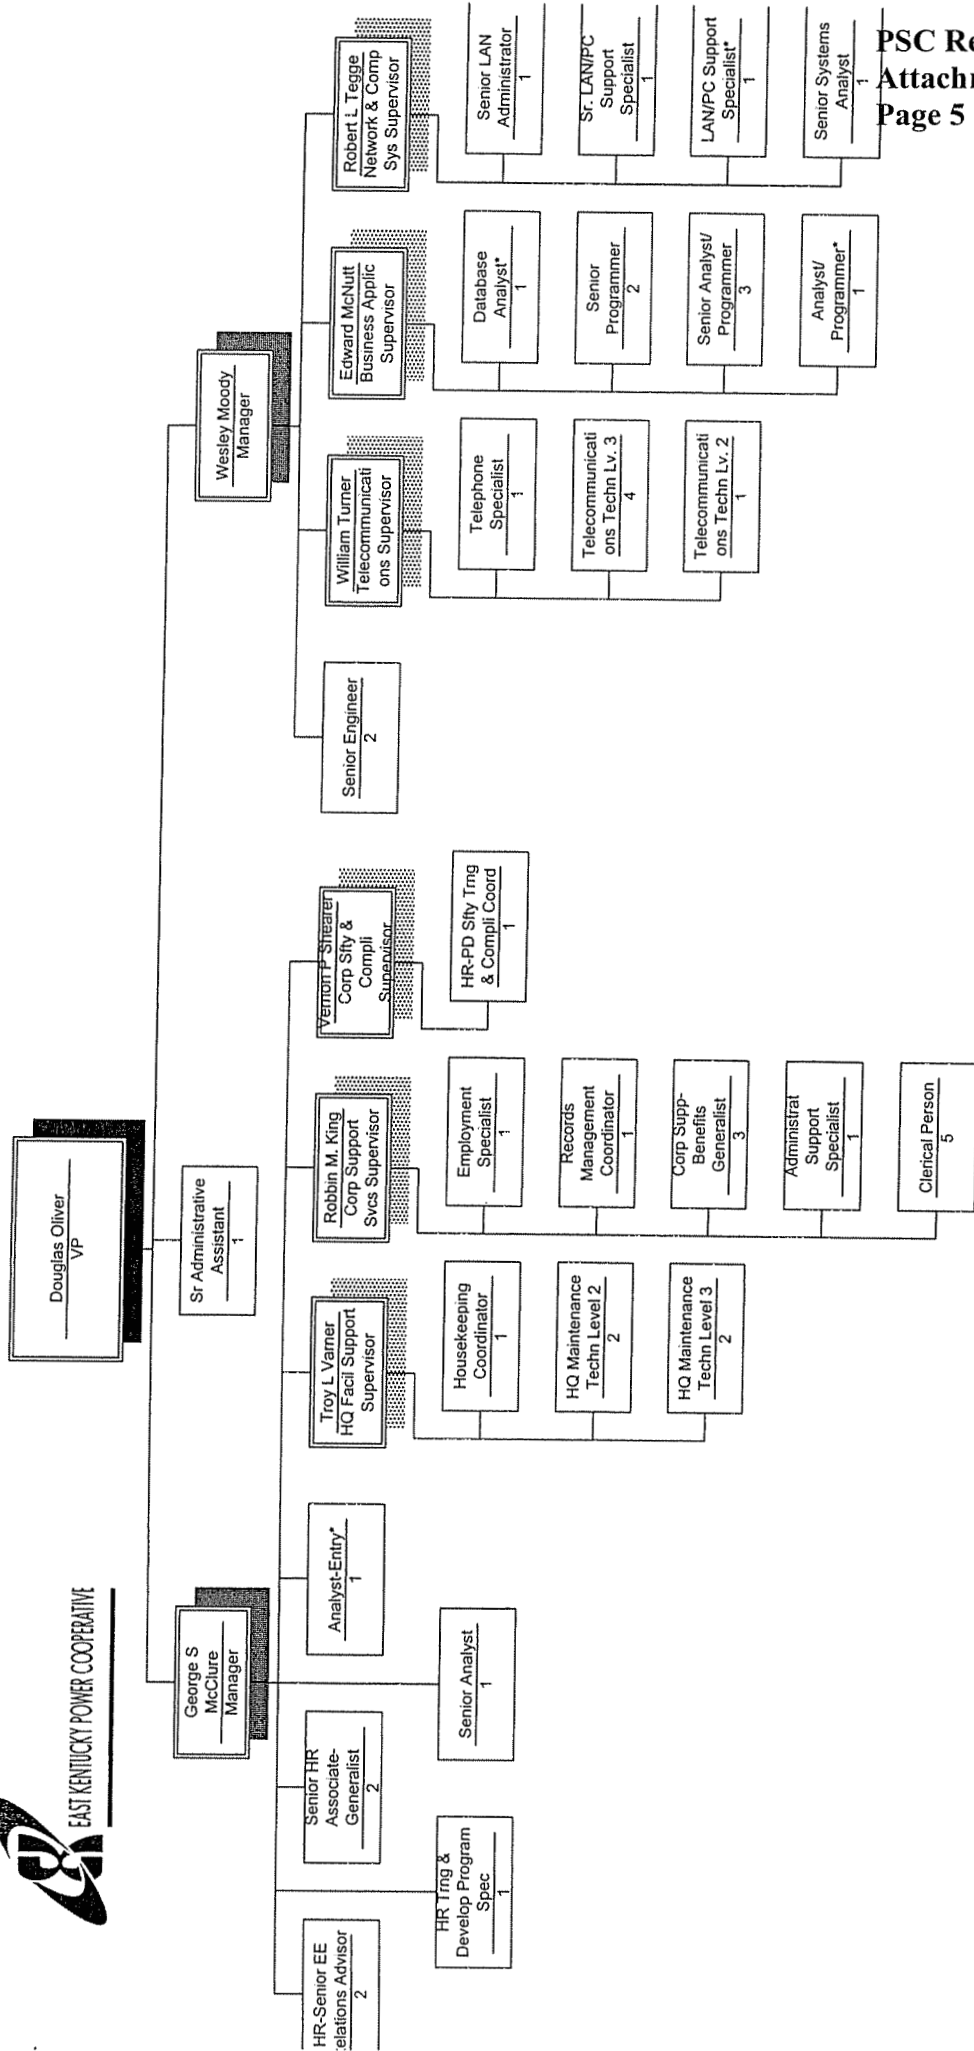 EAST KENTUCKY POWER COOPERATIVE
Douglas Oliver
VP
Sr Administrative
Assistant
1
George S
McClure
Manager
Wesley Moody
Manager
HR-Senior EE
elations Advisor
2
Senior HR
Associate-
Generalist
2
Analyst-Entry*
1
Troy L Varner
HQ Facil Support
Supervisor
Robbin M. King
Corp Support
Svcs Supervisor
Vernon P Shearer
Corp Sfty &
Compli
Supervisor
Senior Engineer
2
William Turner
Telecommunicati
ons Supervisor
Edward McNutt
Business Applic
Supervisor
Robert L Tegge
Network & Comp
Sys Supervisor
HR Trng &
Develop Program
Spec
1
Senior Analyst
1
Housekeeping
Coordinator
1
HQ Maintenance
Techn Level 2
2
HQ Maintenance
Techn Level 3
2
Employment
Specialist
1
Records
Management
Coordinator
1
Corp Supp-
Benefits
Generalist
3
Administrat
Support
Specialist
1
Clerical Person
5
HR-PD Sfty Trng
& Compli Coord
1
Telephone
Specialist
1
Telecommunicati
ons Techn Lv. 3
4
Telecommunicati
ons Techn Lv. 2
1
Database
Analyst*
1
Senior
Programmer
2
Senior Analyst/
Programmer
3
Analyst/
Programmer*
1
Senior LAN
Administrator
1
Sr. LAN/PC
Support
Specialist
1
LAN/PC Support
Specialist*
1
Senior Systems
Analyst
1
PSC Re
Attachr
Page 5